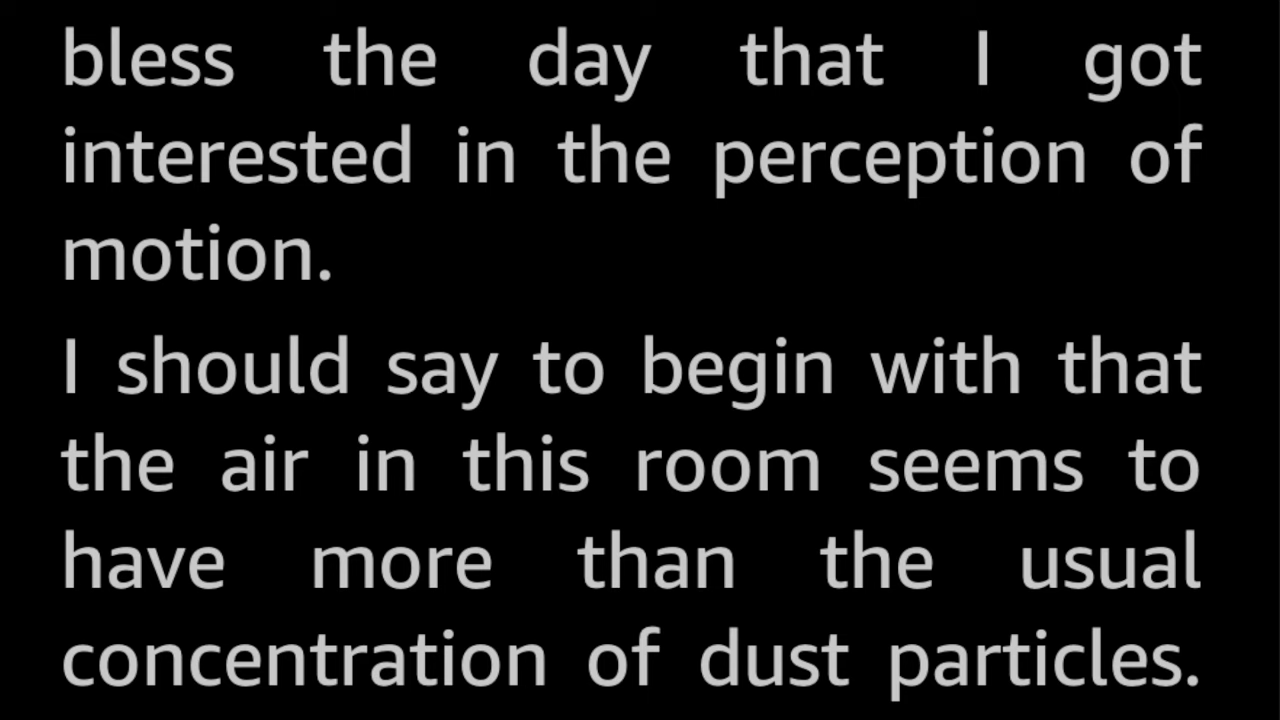 bless the day that I got
interested in the perception of
motion.
I should say to begin with that
the air in this room seems to
have more than the usual
concentration of dust particles.